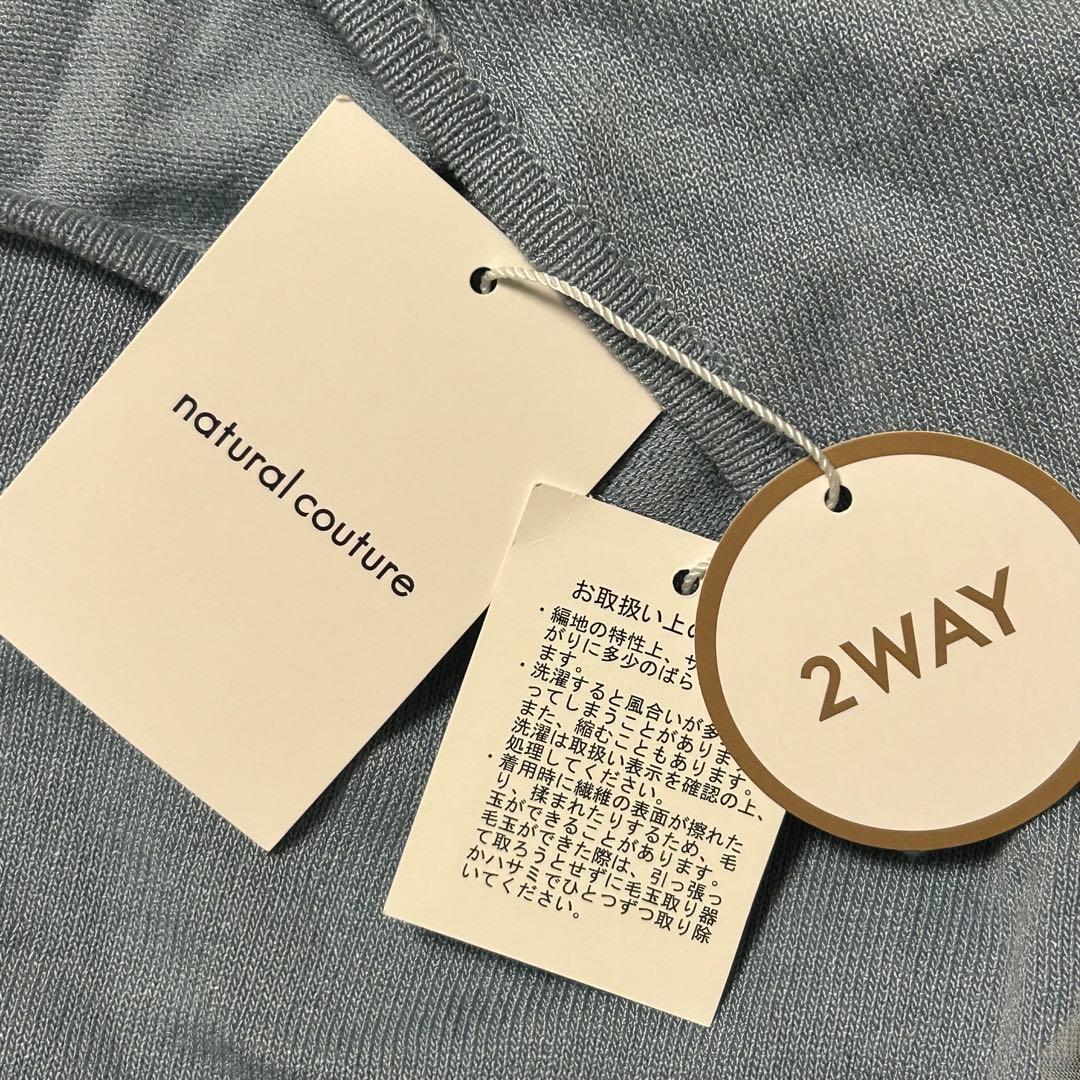 natural couture
お取扱い上の
・編地の特性上、サ
がりに多少のばら
ます。
・洗濯すると風合いが多
ってしまうことがあります
また、縮むこともあります。
洗濯は取扱い表示を確認の上、
処理してください。
・着用時に繊維の表面が擦れた
り、揉まれたりするため、毛
玉ができることがあります。
毛玉ができた際は、引っ張っ
て取ろうとせずに毛玉取り器
かハサミでひとつずつ取り除
いてください。
2WAY